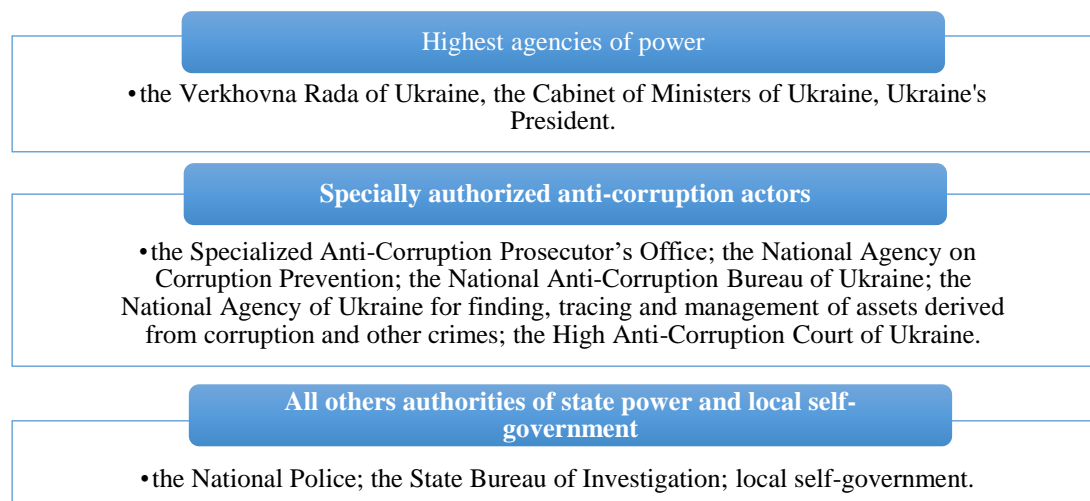 Highest agencies of power
•the Verkhovna Rada of Ukraine, the Cabinet of Ministers of Ukraine, Ukraine's
President.
Specially authorized anti-corruption actors
•the Specialized Anti-Corruption Prosecutor’s Office; the National Agency on
Corruption Prevention; the National Anti-Corruption Bureau of Ukraine; the
National Agency of Ukraine for finding, tracing and management of assets derived
from corruption and other crimes; the High Anti-Corruption Court of Ukraine.
All others authorities of state power and local self-
government
•the National Police; the State Bureau of Investigation; local self-government.